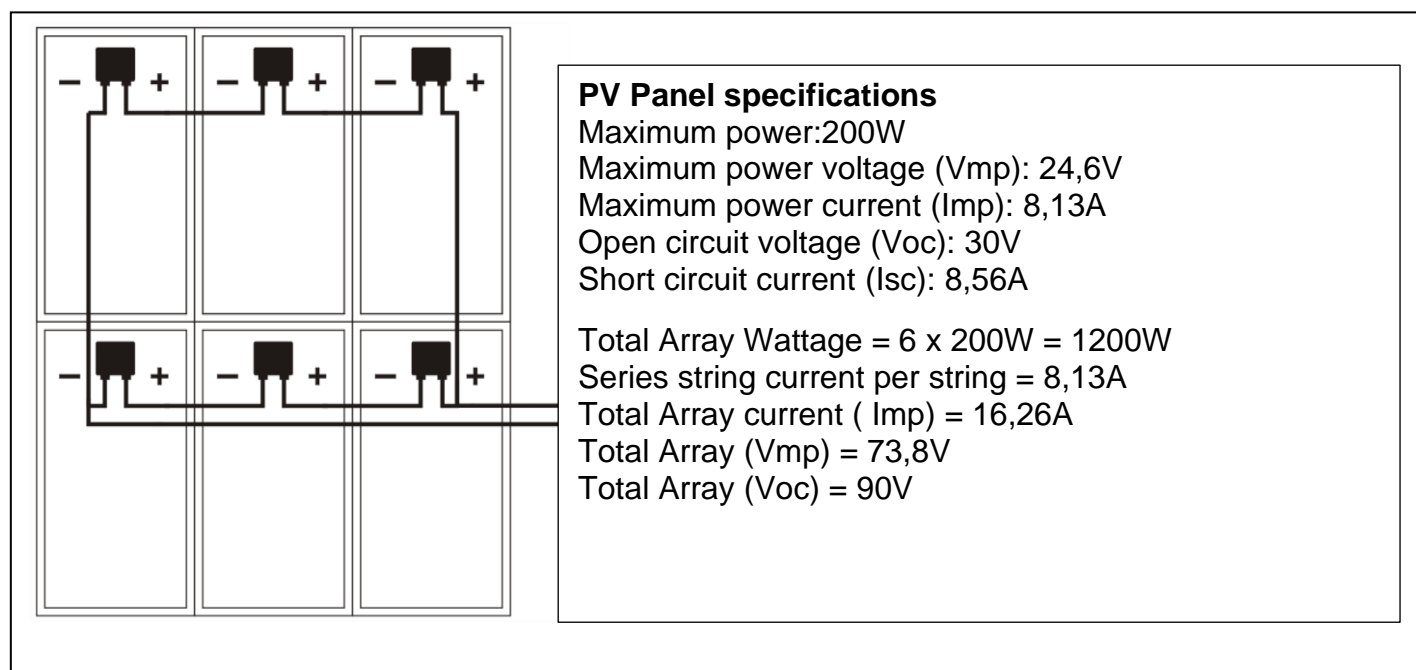 − + − + − +
PV Panel specifications
Maximum power:200W
Maximum power voltage (Vmp): 24,6V
Maximum power current (Imp): 8,13A
Open circuit voltage (Voc): 30V
Short circuit current (Isc): 8,56A
Total Array Wattage = 6 x 200W = 1200W
Series string current per string = 8,13A
Total Array current ( Imp) = 16,26A
Total Array (Vmp) = 73,8V
Total Array (Voc) = 90V
− + − + − +